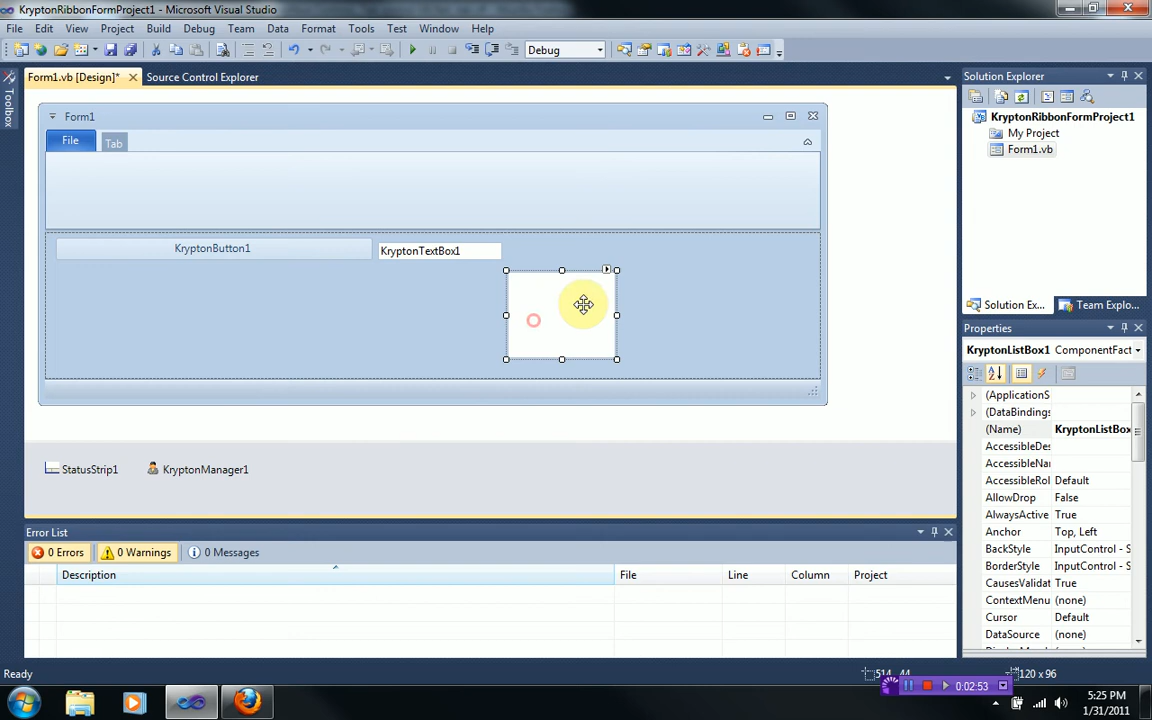 KryptonRibbonFormProject1 - Microsoft Visual Studio
File Edit View Project Build Debug Team Data Format Tools Test Window Help
Debug
Form1.vb [Design]* Source Control Explorer
Toolbox
Form1
File Tab
KryptonButton1 KryptonTextBox1
StatusStrip1 KryptonManager1
Error List
0 Errors 0 Warnings 0 Messages
Description File Line Column Project
Solution Explorer
KryptonRibbonFormProject1
My Project
Form1.vb
Solution Ex... Team Explo...
Properties
KryptonListBox1 ComponentFact
(ApplicationS
(DataBindings
(Name) KryptonListBox
AccessibleDes
AccessibleNa
AccessibleRol Default
AllowDrop False
AlwaysActive True
Anchor Top, Left
BackStyle InputControl - S
BorderStyle InputControl - S
CausesValidat True
ContextMenu (none)
Cursor Default
DataSource (none)
Ready 514, 44 120 x 96
0:02:53
5:25 PM
1/31/2011